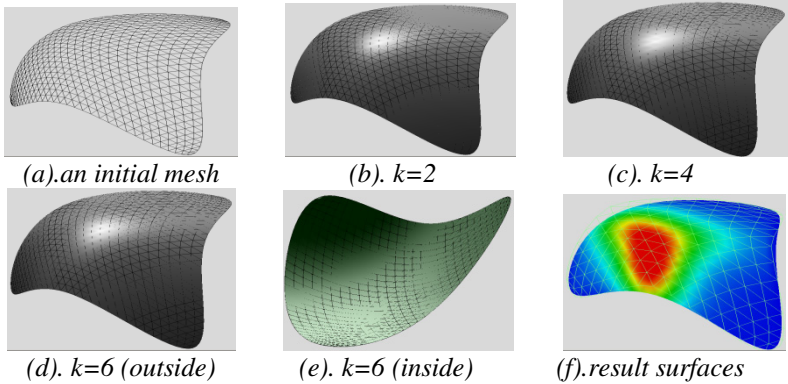 (a).an initial mesh
(b). k=2
(c). k=4
(d). k=6 (outside)
(e). k=6 (inside)
(f).result surfaces